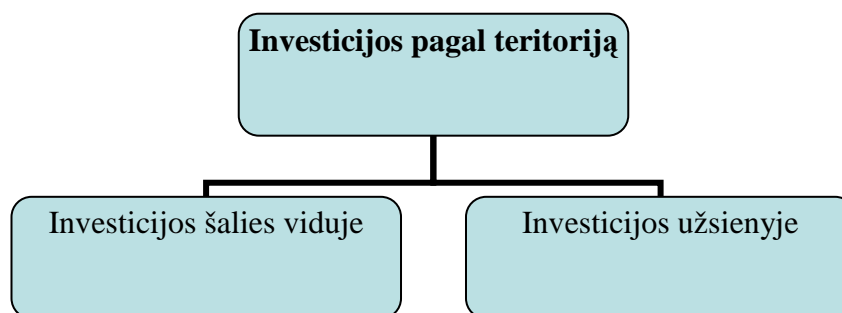 Investicijos pagal teritoriją
Investicijos šalies viduje
Investicijos užsienyje